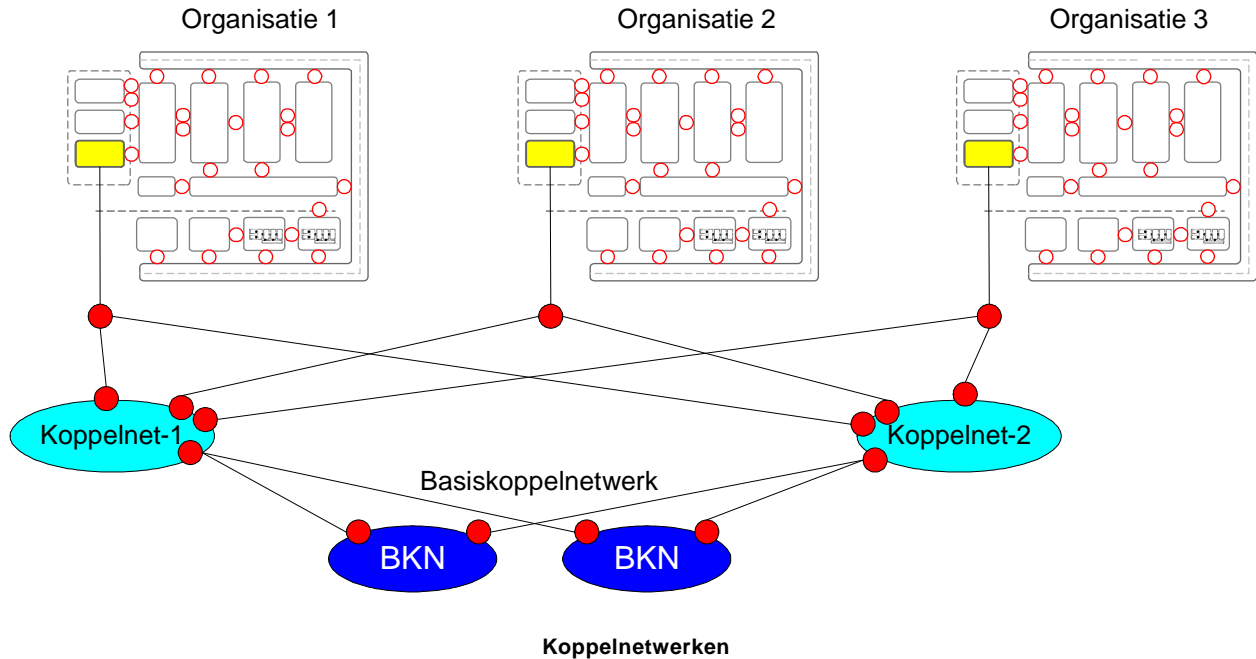 Organisatie 1
Organisatie 2
Organisatie 3
Koppelnet-1
Koppelnet-2
Basiskoppelnetwerk
BKN
BKN
Koppelnetwerken